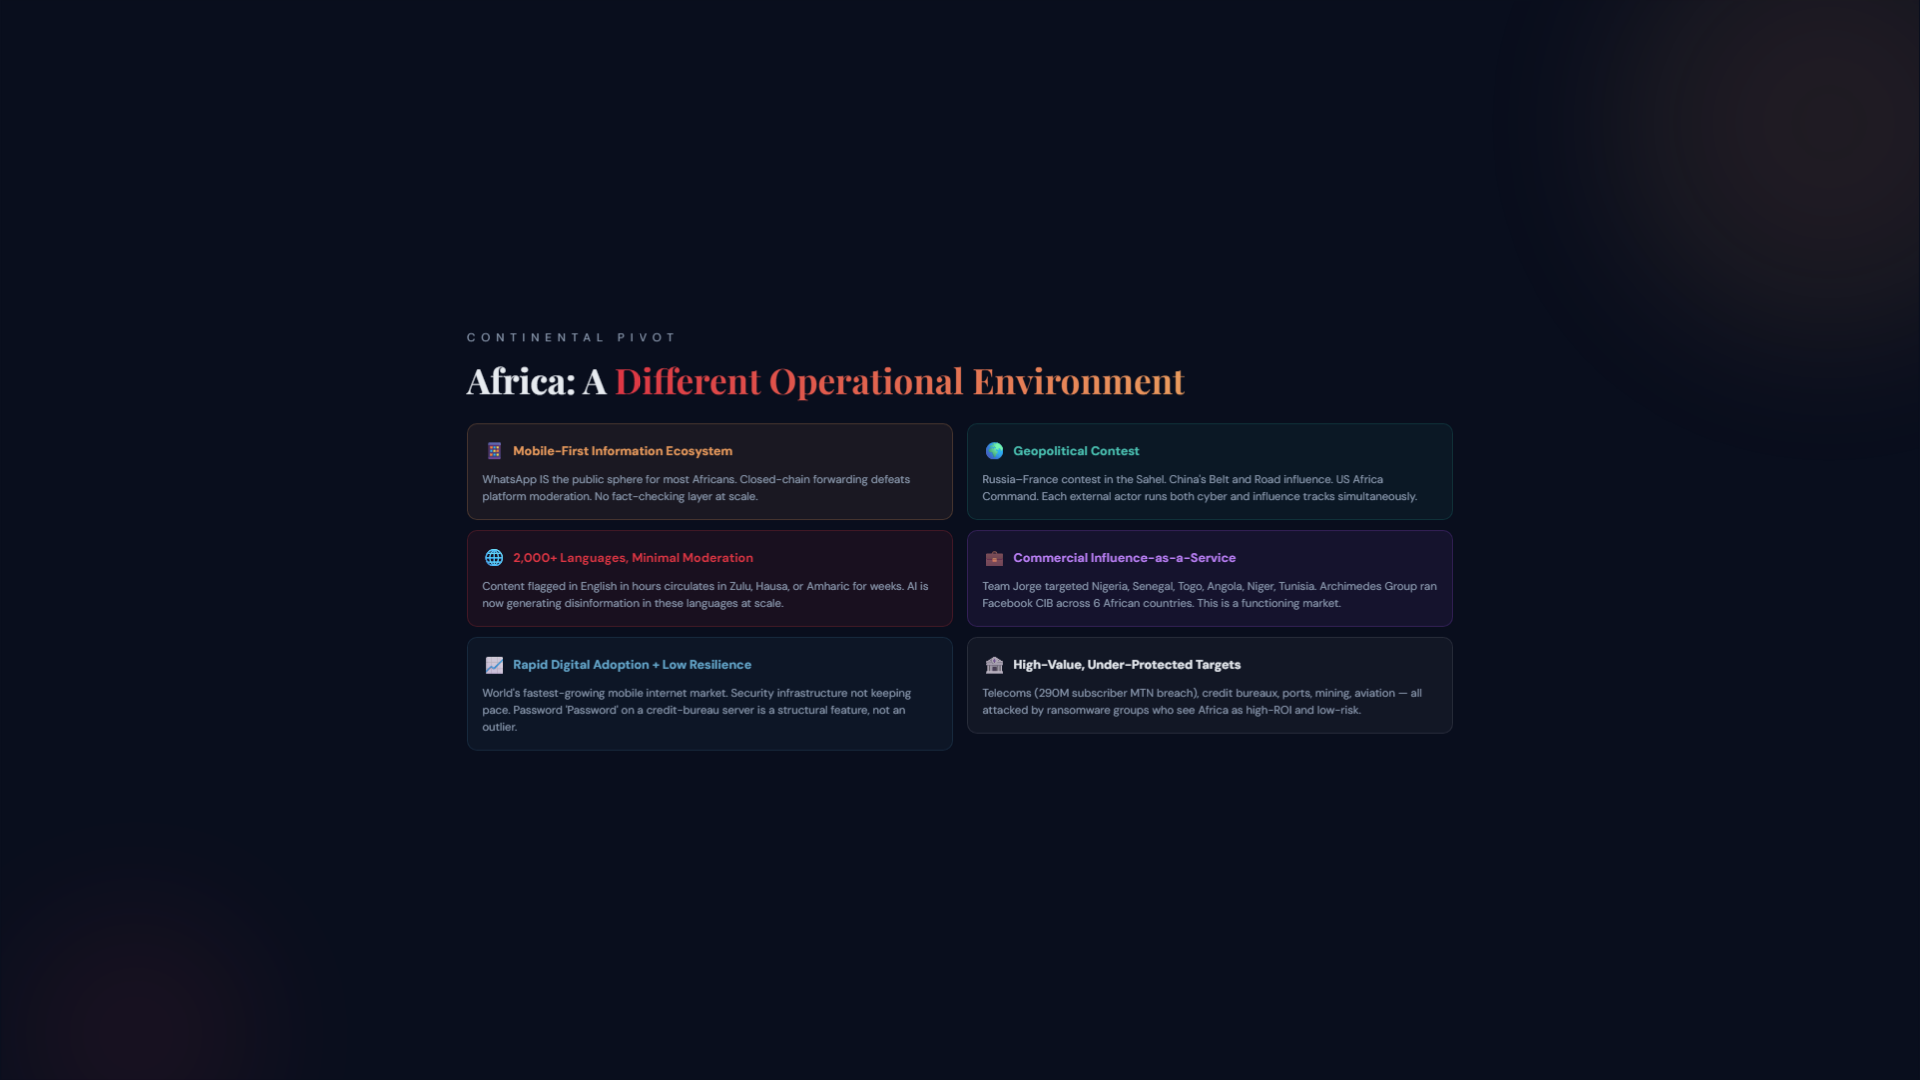 CONTINENTAL PIVOT
Africa: A Different Operational Environment
Mobile-First Information Ecosystem
WhatsApp IS the public sphere for most Africans. Closed-chain forwarding defeats
platform moderation. No fact-checking layer at scale.
Geopolitical Contest
Russia–France contest in the Sahel. China's Belt and Road influence. US Africa
Command. Each external actor runs both cyber and influence tracks simultaneously.
2,000+ Languages, Minimal Moderation
Content flagged in English in hours circulates in Zulu, Hausa, or Amharic for weeks. AI is
now generating disinformation in these languages at scale.
Commercial Influence-as-a-Service
Team Jorge targeted Nigeria, Senegal, Togo, Angola, Niger, Tunisia. Archimedes Group ran
Facebook CIB across 6 African countries. This is a functioning market.
Rapid Digital Adoption + Low Resilience
World's fastest-growing mobile internet market. Security infrastructure not keeping
pace. Password 'Password' on a credit-bureau server is a structural feature, not an
outlier.
High-Value, Under-Protected Targets
Telecoms (290M subscriber MTN breach), credit bureaux, ports, mining, aviation — all
attacked by ransomware groups who see Africa as high-ROI and low-risk.